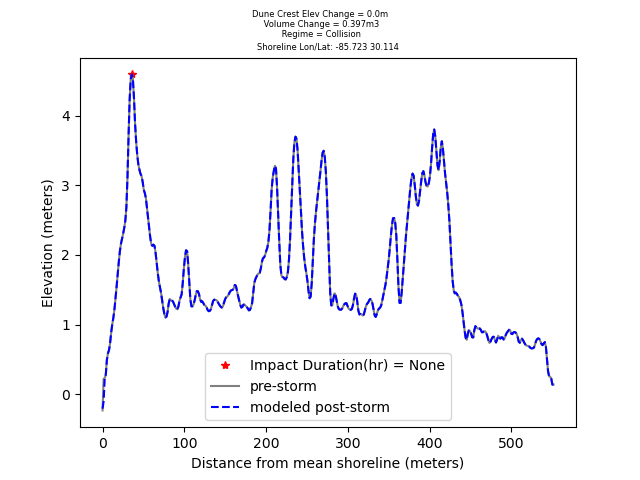 Dune Crest Elev Change = 0.0m
Volume Change = 0.397m3
Regime = Collision
Shoreline Lon/Lat: -85.723 30.114
4
3
2
1
0
Elevation (meters)
Impact Duration(hr) = None
pre-storm
modeled post-storm
0 100 200 300 400 500
Distance from mean shoreline (meters)